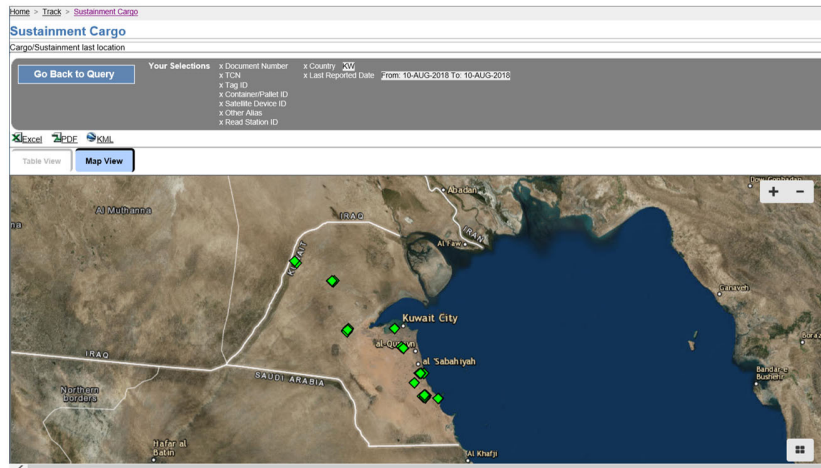 Home > Track > Sustainment Cargo
Sustainment Cargo
Cargo/Sustainment last location
Go Back to Query
Your Selections
x Document Number
x TCN
x Tag ID
x Container/Pallet ID
x Satellite Device ID
x Other Alias
x Read Station ID
x Country KW
x Last Reported Date From: 10-AUG-2018 To: 10-AUG-2018
Excel PDF KML
Table View Map View
+ −
Abadan
Al Muthanna
IRAQ
na
IRAN
Al Faw
KUWAIT
Ganaveh
Kuwait City
Boraz
al
al 'Sabahiyah
IRAQ
SAUDI ARABIA
Bandar-e
Bushehr
Northern
borders
Hafar al
Batin
Al Khafji